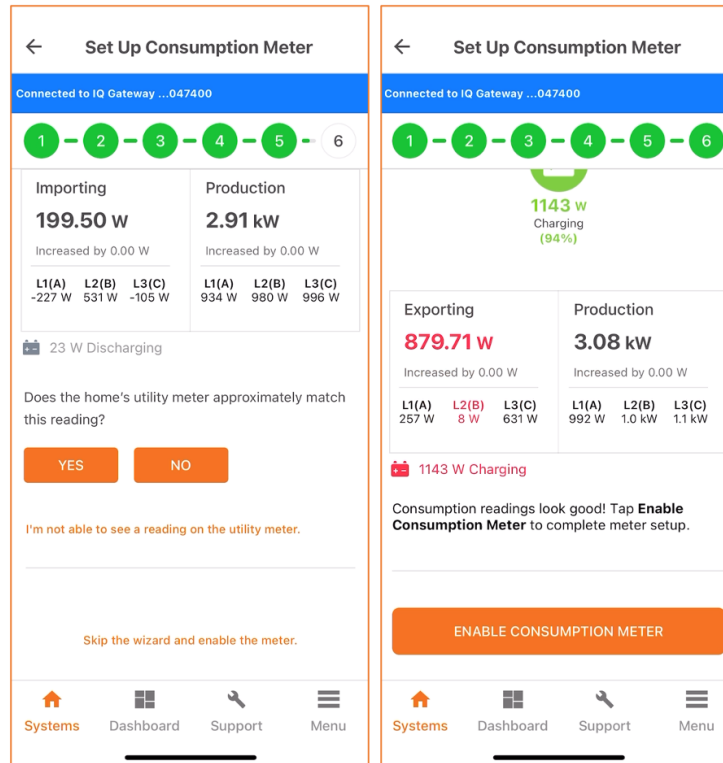 Set Up Consumption Meter
Connected to IQ Gateway ...047400
1 2 3 4 5 6
Importing
199.50 W
Increased by 0.00 W
L1(A) L2(B) L3(C)
-227 W 531 W -105 W
Production
2.91 kW
Increased by 0.00 W
L1(A) L2(B) L3(C)
934 W 980 W 996 W
23 W Discharging
Does the home's utility meter approximately match
this reading?
YES NO
I'm not able to see a reading on the utility meter.
Skip the wizard and enable the meter.
Systems Dashboard Support Menu
Set Up Consumption Meter
Connected to IQ Gateway ...047400
1 2 3 4 5 6
1143 W
Charging
(94%)
Exporting
879.71 W
Increased by 0.00 W
L1(A) L2(B) L3(C)
257 W 8 W 631 W
Production
3.08 kW
Increased by 0.00 W
L1(A) L2(B) L3(C)
992 W 1.0 kW 1.1 kW
1143 W Charging
Consumption readings look good! Tap Enable
Consumption Meter to complete meter setup.
ENABLE CONSUMPTION METER
Systems Dashboard Support Menu